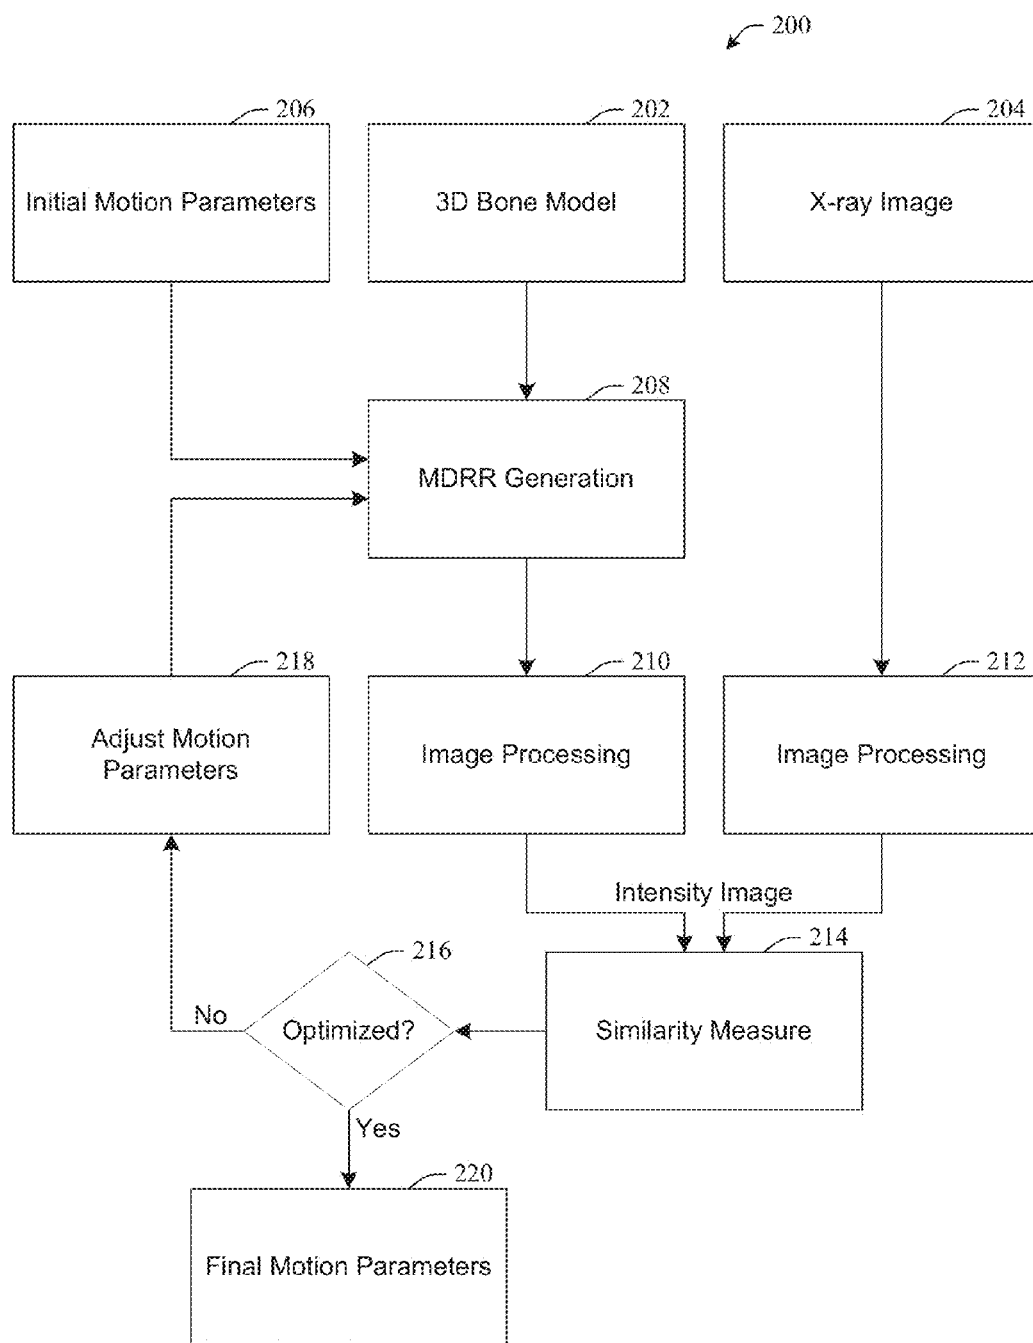 200
206
202
204
Initial Motion Parameters
3D Bone Model
X-ray Image
208
MDRR Generation
218
210
212
Adjust Motion
Parameters
Image Processing
Image Processing
Intensity Image
216
214
No
Optimized?
Similarity Measure
Yes
220
Final Motion Parameters